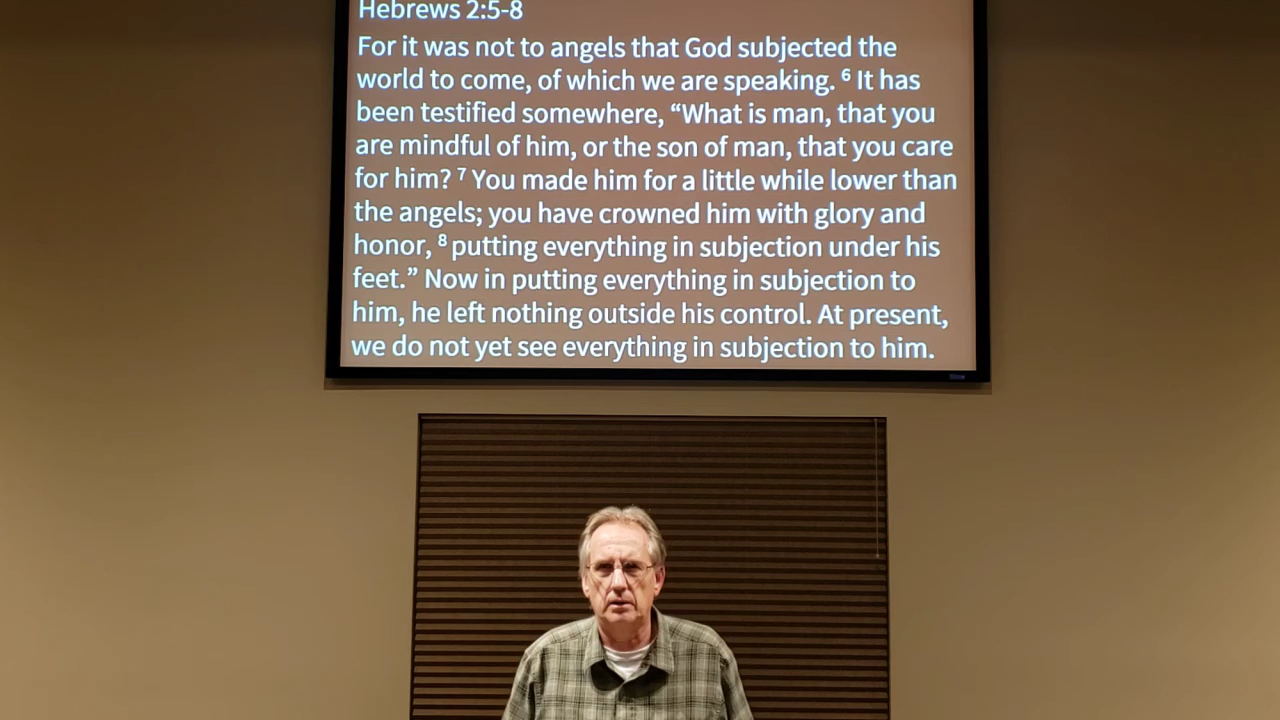 Hebrews 2:5-8
For it was not to angels that God subjected the
world to come, of which we are speaking. ⁶ It has
been testified somewhere, “What is man, that you
are mindful of him, or the son of man, that you care
for him? ⁷ You made him for a little while lower than
the angels; you have crowned him with glory and
honor, ⁸ putting everything in subjection under his
feet.” Now in putting everything in subjection to
him, he left nothing outside his control. At present,
we do not yet see everything in subjection to him.